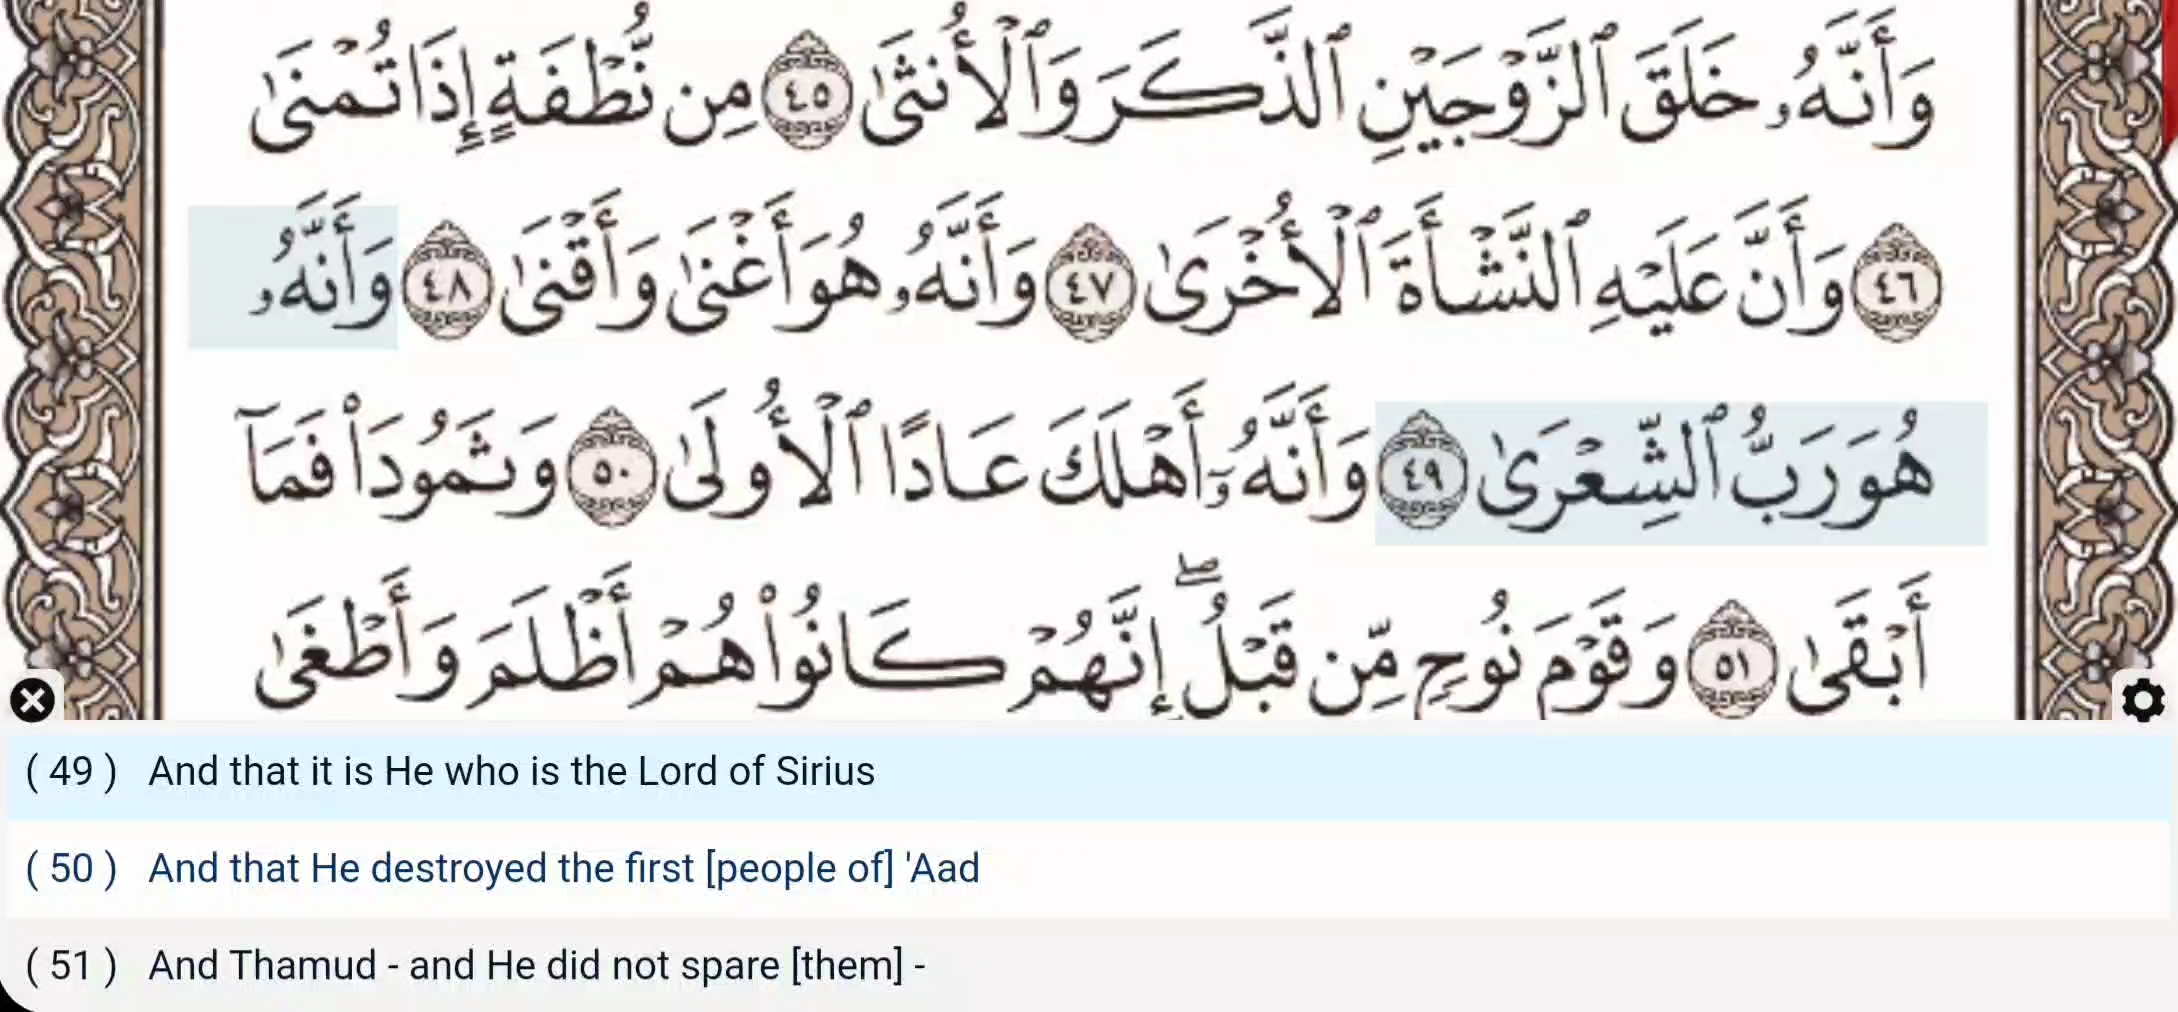 وَأَنَّهُۥ خَلَقَ ٱلزَّوْجَيْنِ ٱلذَّكَرَ وَٱلْأُنثَىٰ ٤٥ مِن نُّطْفَةٍ إِذَا تُمْنَىٰ
٤٦ وَأَنَّ عَلَيْهِ ٱلنَّشْأَةَ ٱلْأُخْرَىٰ ٤٧ وَأَنَّهُۥ هُوَ أَغْنَىٰ وَأَقْنَىٰ ٤٨ وَأَنَّهُۥ
هُوَ رَبُّ ٱلشِّعْرَىٰ ٤٩ وَأَنَّهُۥٓ أَهْلَكَ عَادًا ٱلْأُولَىٰ ٥٠ وَثَمُودَا۟ فَمَآ
أَبْقَىٰ ٥١ وَقَوْمَ نُوحٍ مِّن قَبْلُ ۖ إِنَّهُمْ كَانُوا۟ هُمْ أَظْلَمَ وَأَطْغَىٰ
( 49 ) And that it is He who is the Lord of Sirius
( 50 ) And that He destroyed the first [people of] 'Aad
( 51 ) And Thamud - and He did not spare [them] -